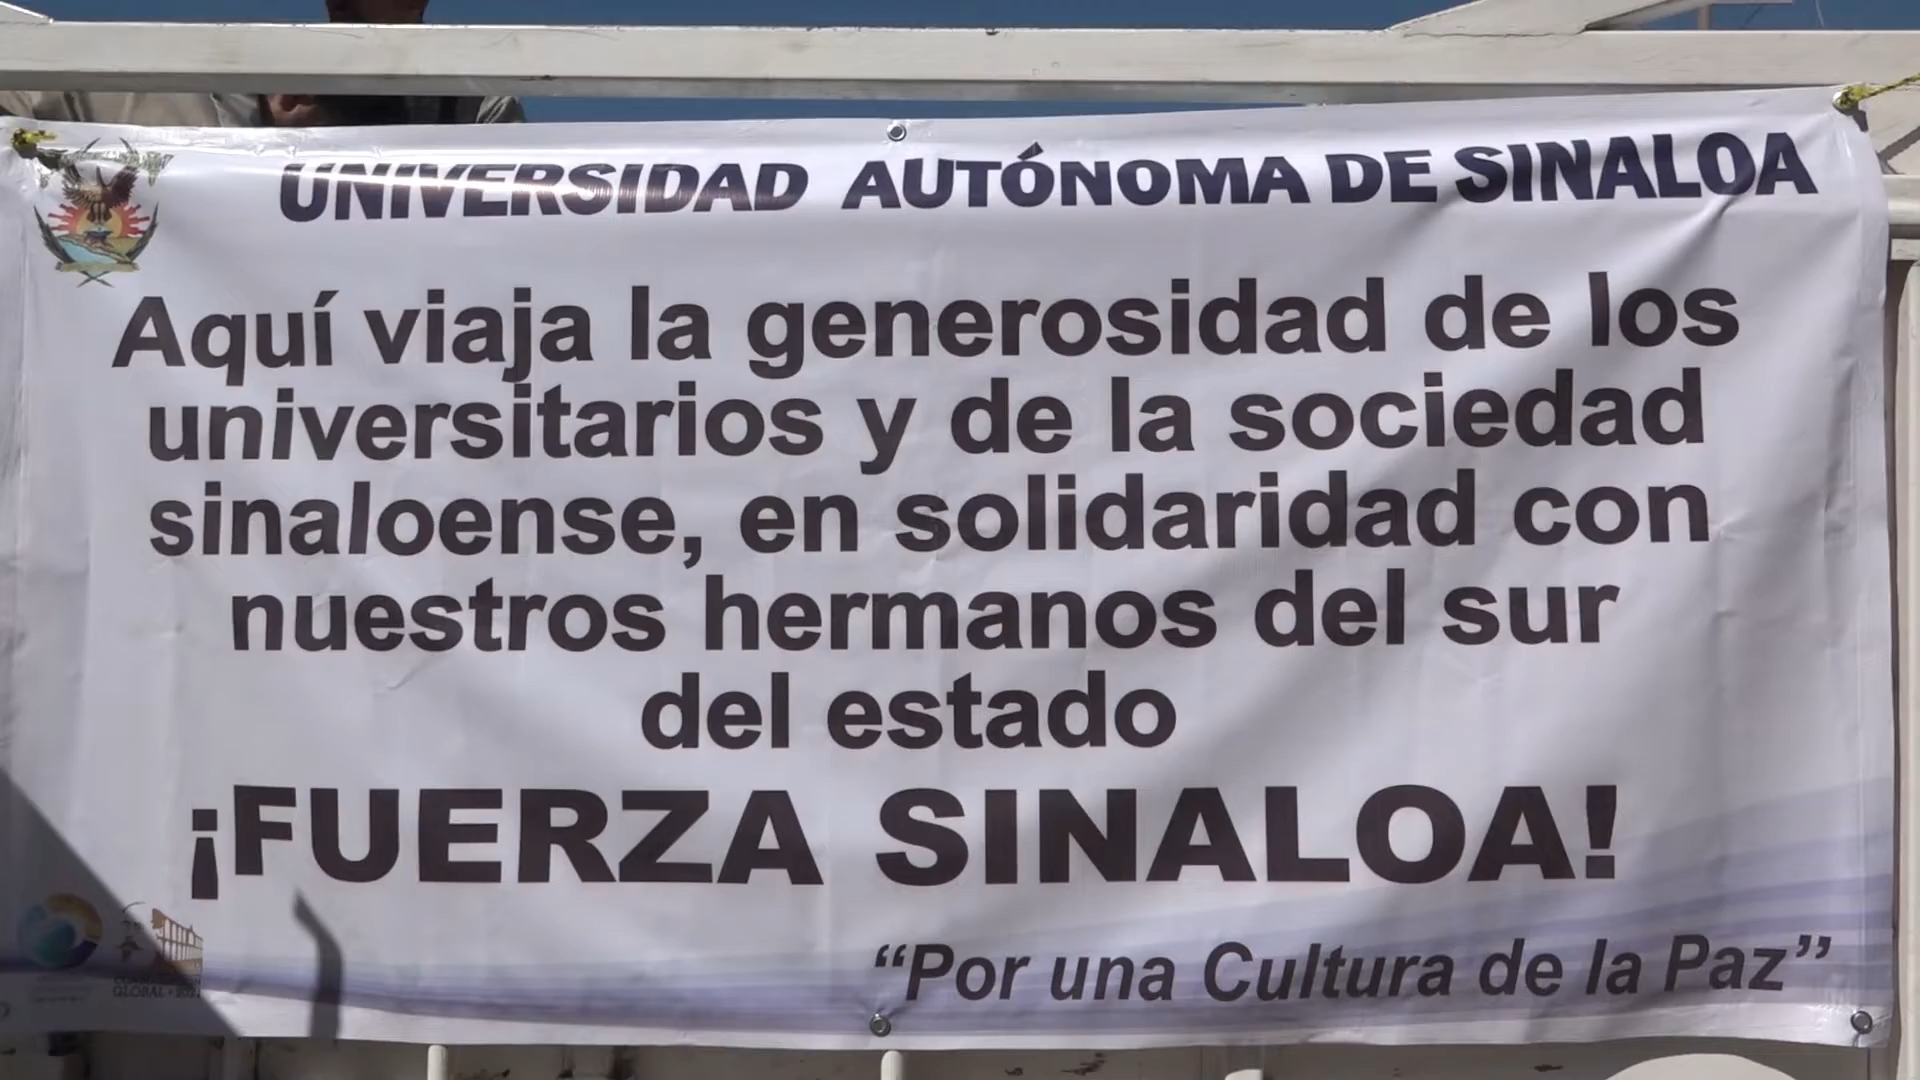 UNIVERSIDAD AUTÓNOMA DE SINALOA
Aquí viaja la generosidad de los
universitarios y de la sociedad
sinaloense, en solidaridad con
nuestros hermanos del sur
del estado
¡FUERZA SINALOA!
“Por una Cultura de la Paz”
GLOBAL